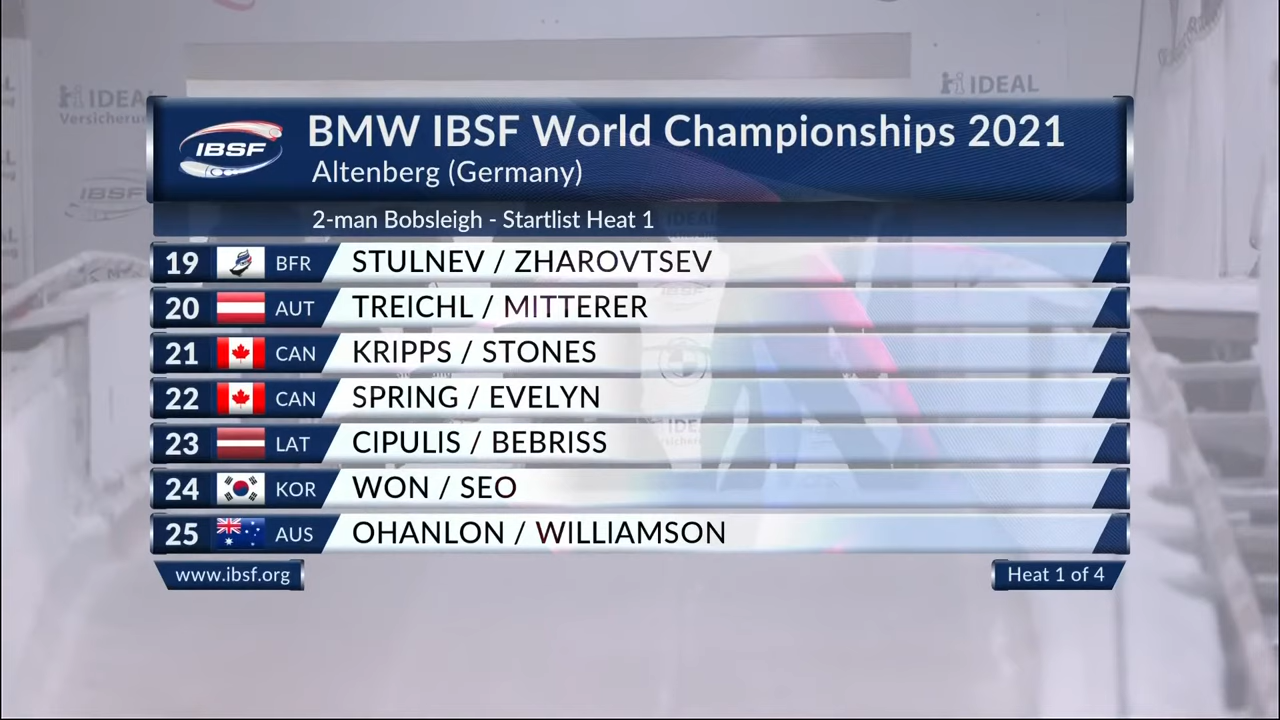 IDEAL
Versicheru
IDEAL
IBSF
BMW IBSF World Championships 2021
Altenberg (Germany)
IBSF
2-man Bobsleigh - Startlist Heat 1
19 BFR STULNEV / ZHAROVTSEV
20 AUT TREICHL / MITTERER
21 CAN KRIPPS / STONES
22 CAN SPRING / EVELYN
23 LAT CIPULIS / BEBRISS
24 KOR WON / SEO
25 AUS OHANLON / WILLIAMSON
www.ibsf.org
Heat 1 of 4